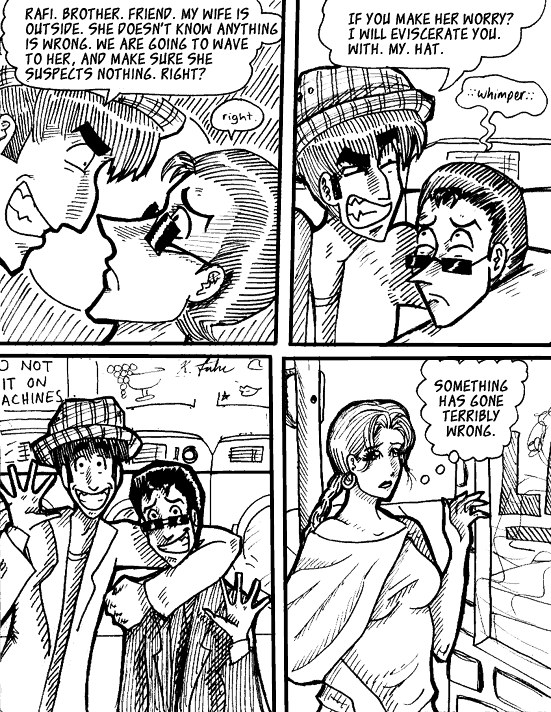 RAFI. BROTHER. FRIEND. MY WIFE IS
OUTSIDE. SHE DOESN'T KNOW ANYTHING
IS WRONG. WE ARE GOING TO WAVE
TO HER, AND MAKE SURE SHE
SUSPECTS NOTHING. RIGHT?
right.
IF YOU MAKE HER WORRY?
I WILL EVISCERATE YOU.
WITH. MY. HAT.
::whimper::
O NOT
IT ON
ACHINES
SOMETHING
HAS GONE
TERRIBLY
WRONG.